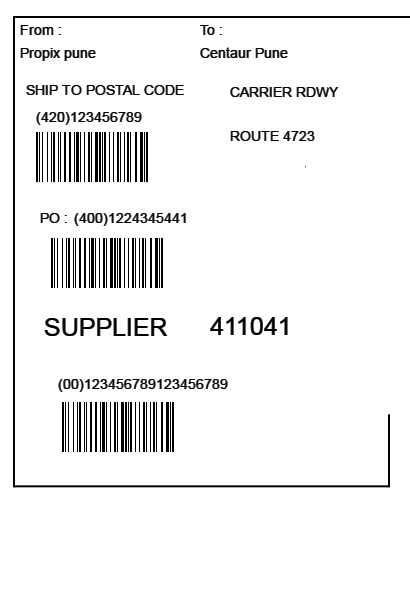 From : To :
Propix pune Centaur Pune
SHIP TO POSTAL CODE CARRIER RDWY
(420)123456789
ROUTE 4723
PO : (400)1224345441
SUPPLIER 411041
(00)123456789123456789